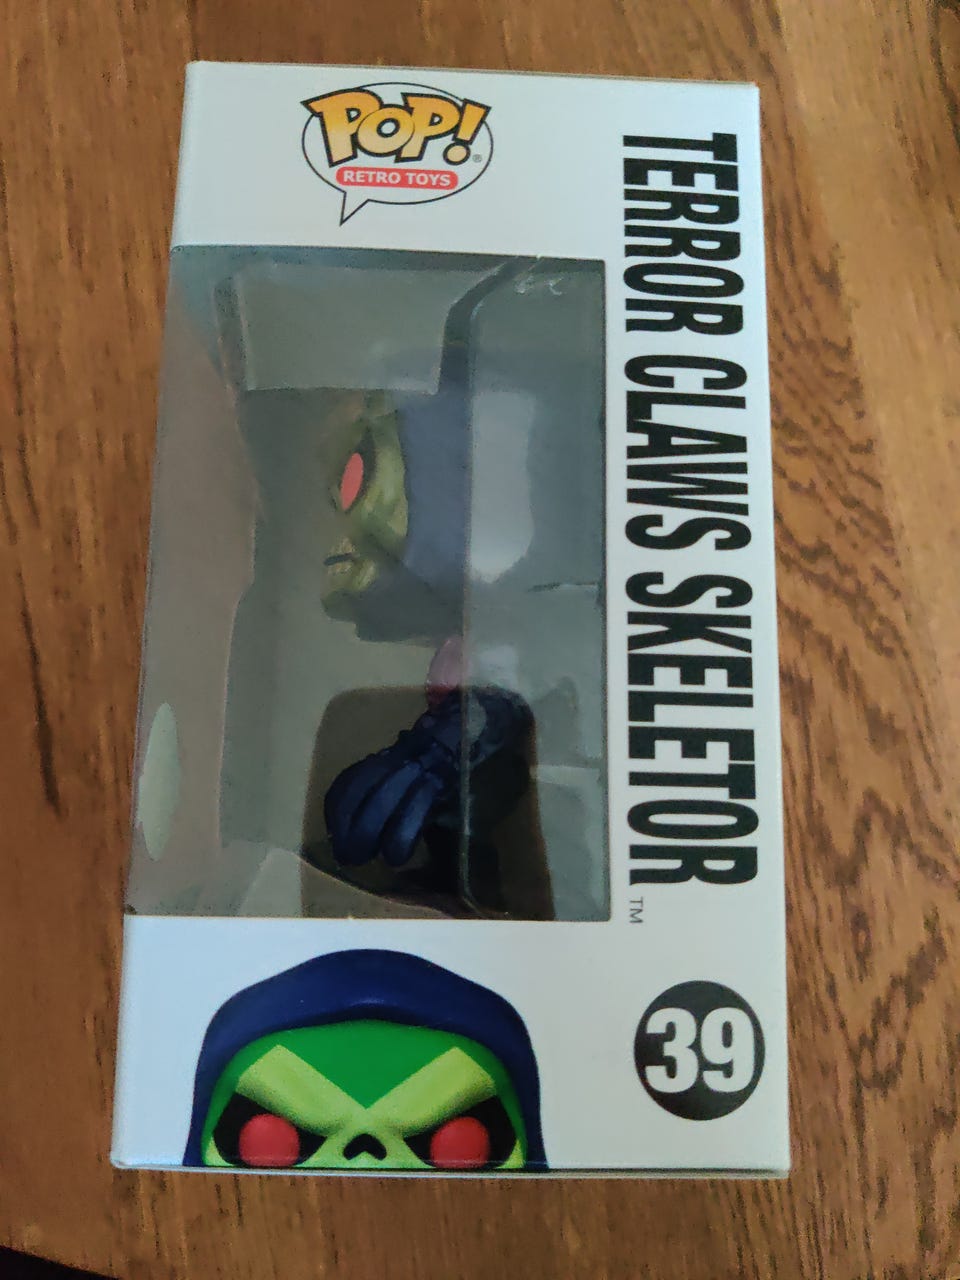 POP!®
RETRO TOYS
TERROR CLAWS SKELETOR™
39